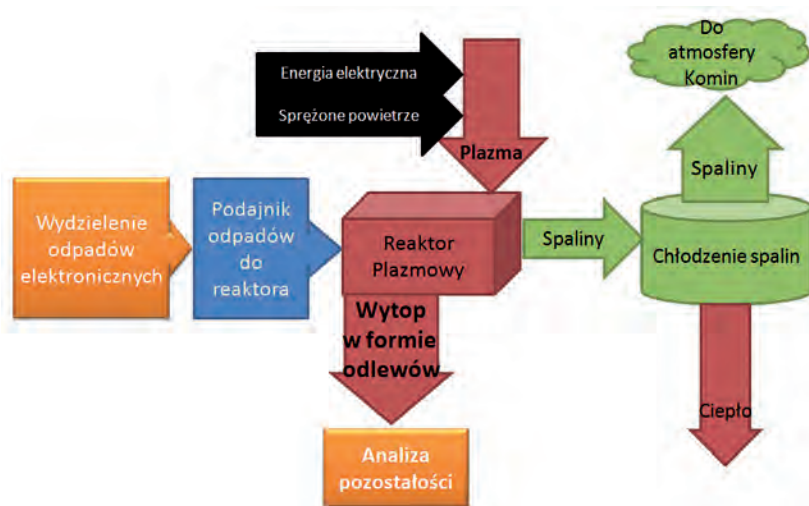 Energia elektryczna
Sprężone powietrze
Plazma
Do
atmosfery
Komin
Wydzielenie
odpadów
elektronicznych
Podajnik
odpadów
do
reaktora
Reaktor
Plazmowy
Spaliny
Spaliny
Chłodzenie spalin
Wytop
w formie
odlewów
Ciepło
Analiza
pozostałości